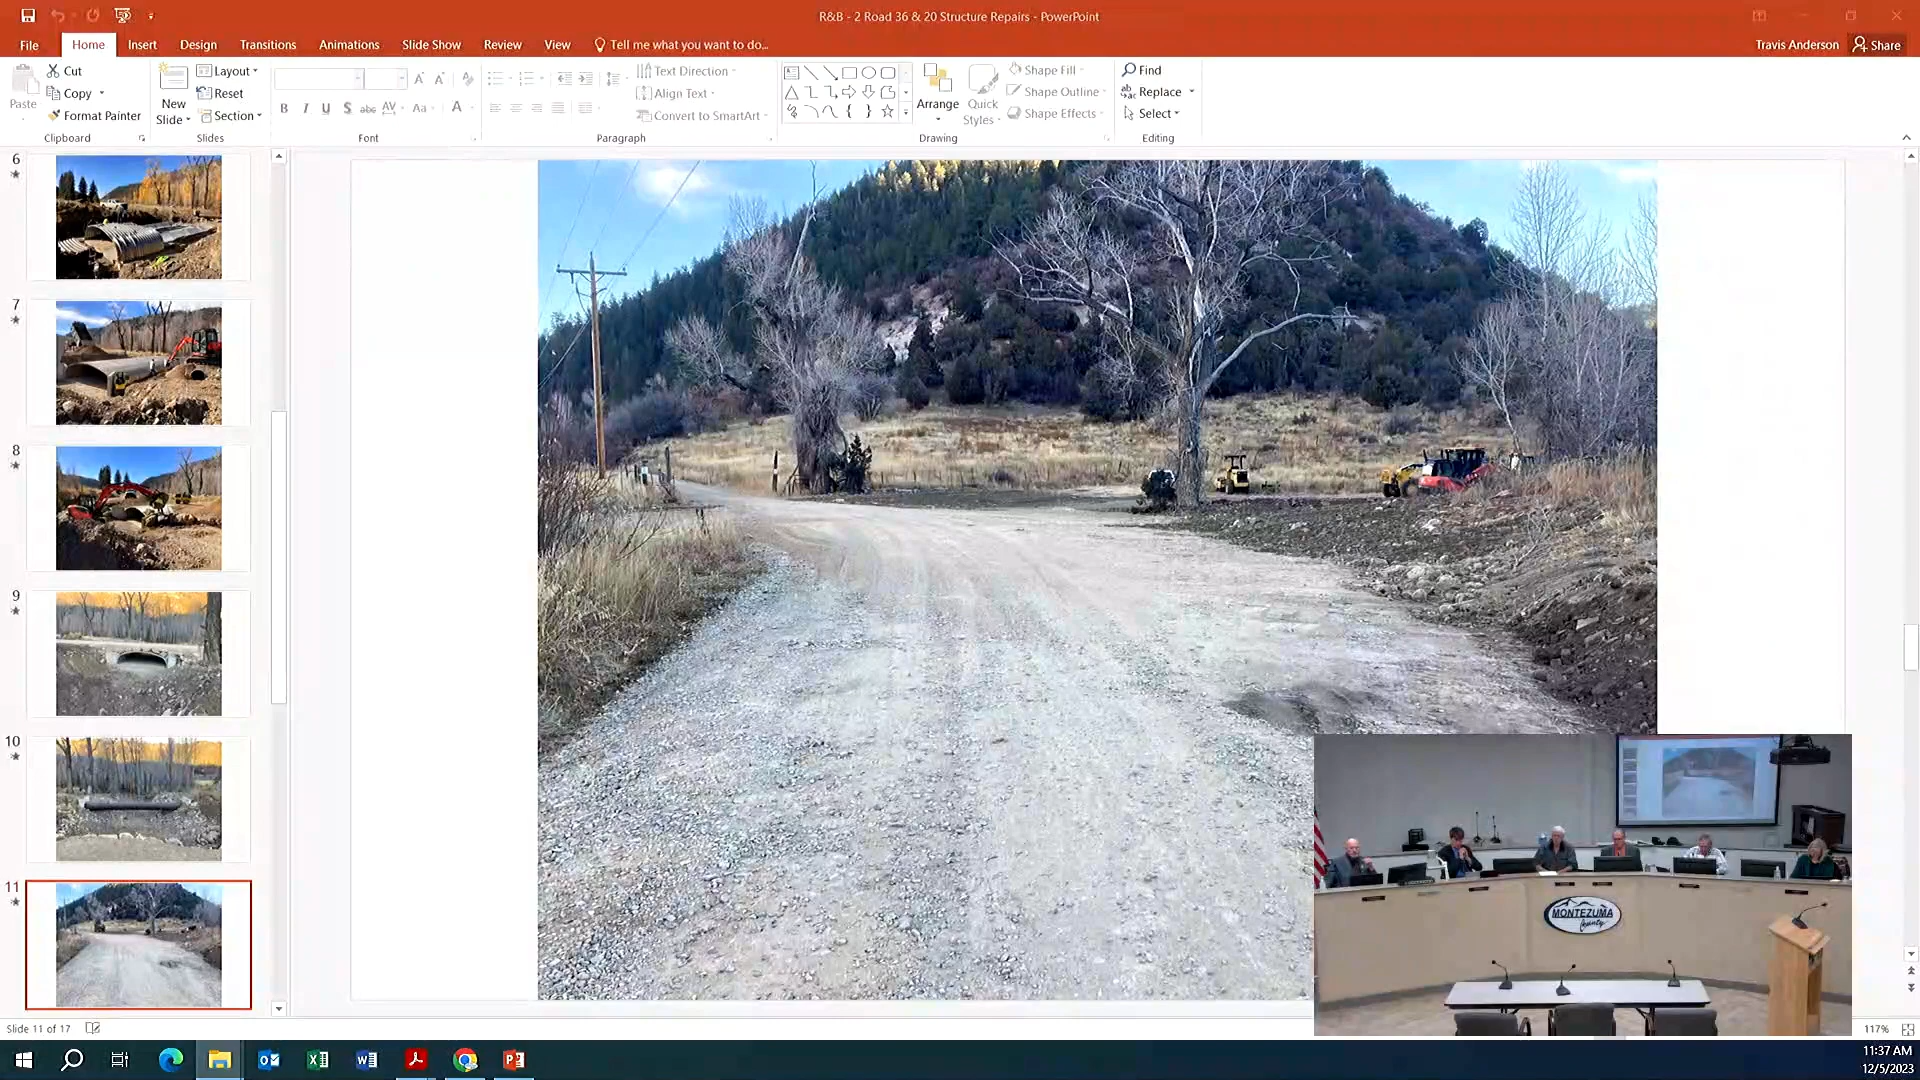 R&B - 2 Road 36 & 20 Structure Repairs - PowerPoint
File Home Insert Design Transitions Animations Slide Show Review View Tell me what you want to do... Travis Anderson Share
Paste
Cut
Copy
Format Painter
Clipboard
New Slide
Layout
Reset
Section
Slides
B I U S abc AV Aa A
Font
Text Direction
Align Text
Convert to SmartArt
Paragraph
Arrange
Quick Styles
Shape Fill
Shape Outline
Shape Effects
Drawing
Find
Replace
Select
Editing
6
7
8
9
10
11
MONTEZUMA
County
Slide 11 of 17
117%
11:37 AM
12/5/2023